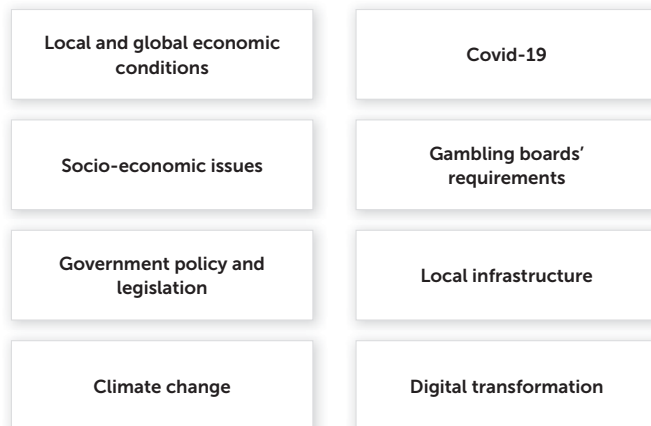 Local and global economic
conditions
Covid-19
Socio-economic issues
Gambling boards’
requirements
Government policy and
legislation
Local infrastructure
Climate change
Digital transformation